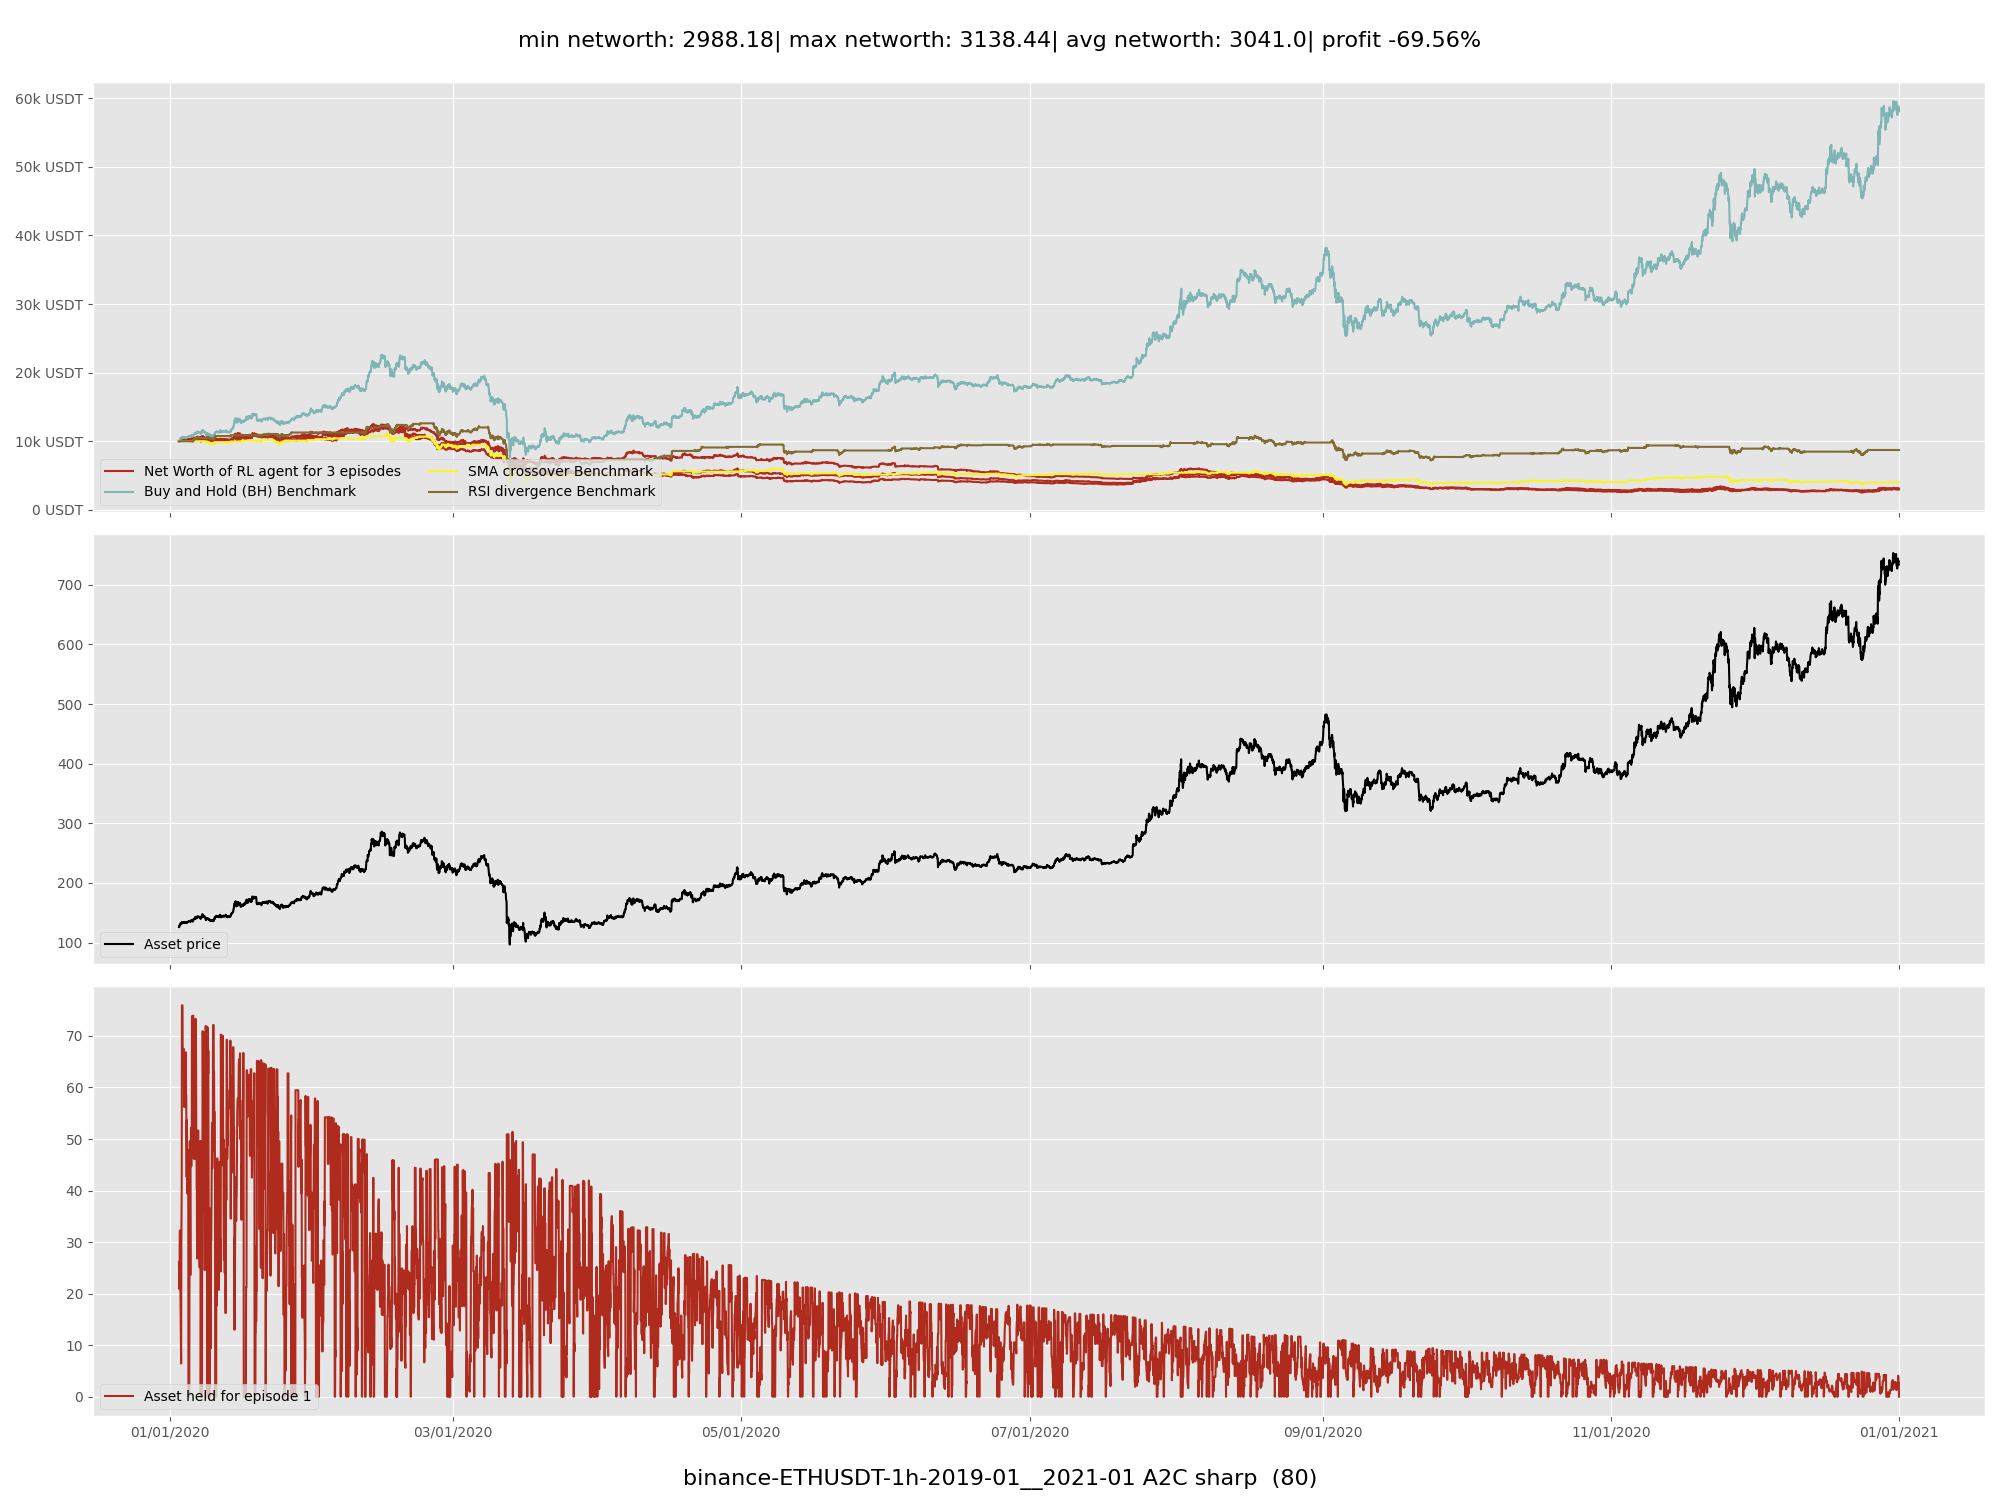 min networth: 2988.18| max networth: 3138.44| avg networth: 3041.0| profit -69.56%
60k USDT
50k USDT
40k USDT
30k USDT
20k USDT
10k USDT
0 USDT
Net Worth of RL agent for 3 episodes
Buy and Hold (BH) Benchmark
SMA crossover Benchmark
RSI divergence Benchmark
700
600
500
400
300
200
100
Asset price
70
60
50
40
30
20
10
0
Asset held for episode 1
01/01/2020 03/01/2020 05/01/2020 07/01/2020 09/01/2020 11/01/2020 01/01/2021
binance-ETHUSDT-1h-2019-01__2021-01 A2C sharp  (80)